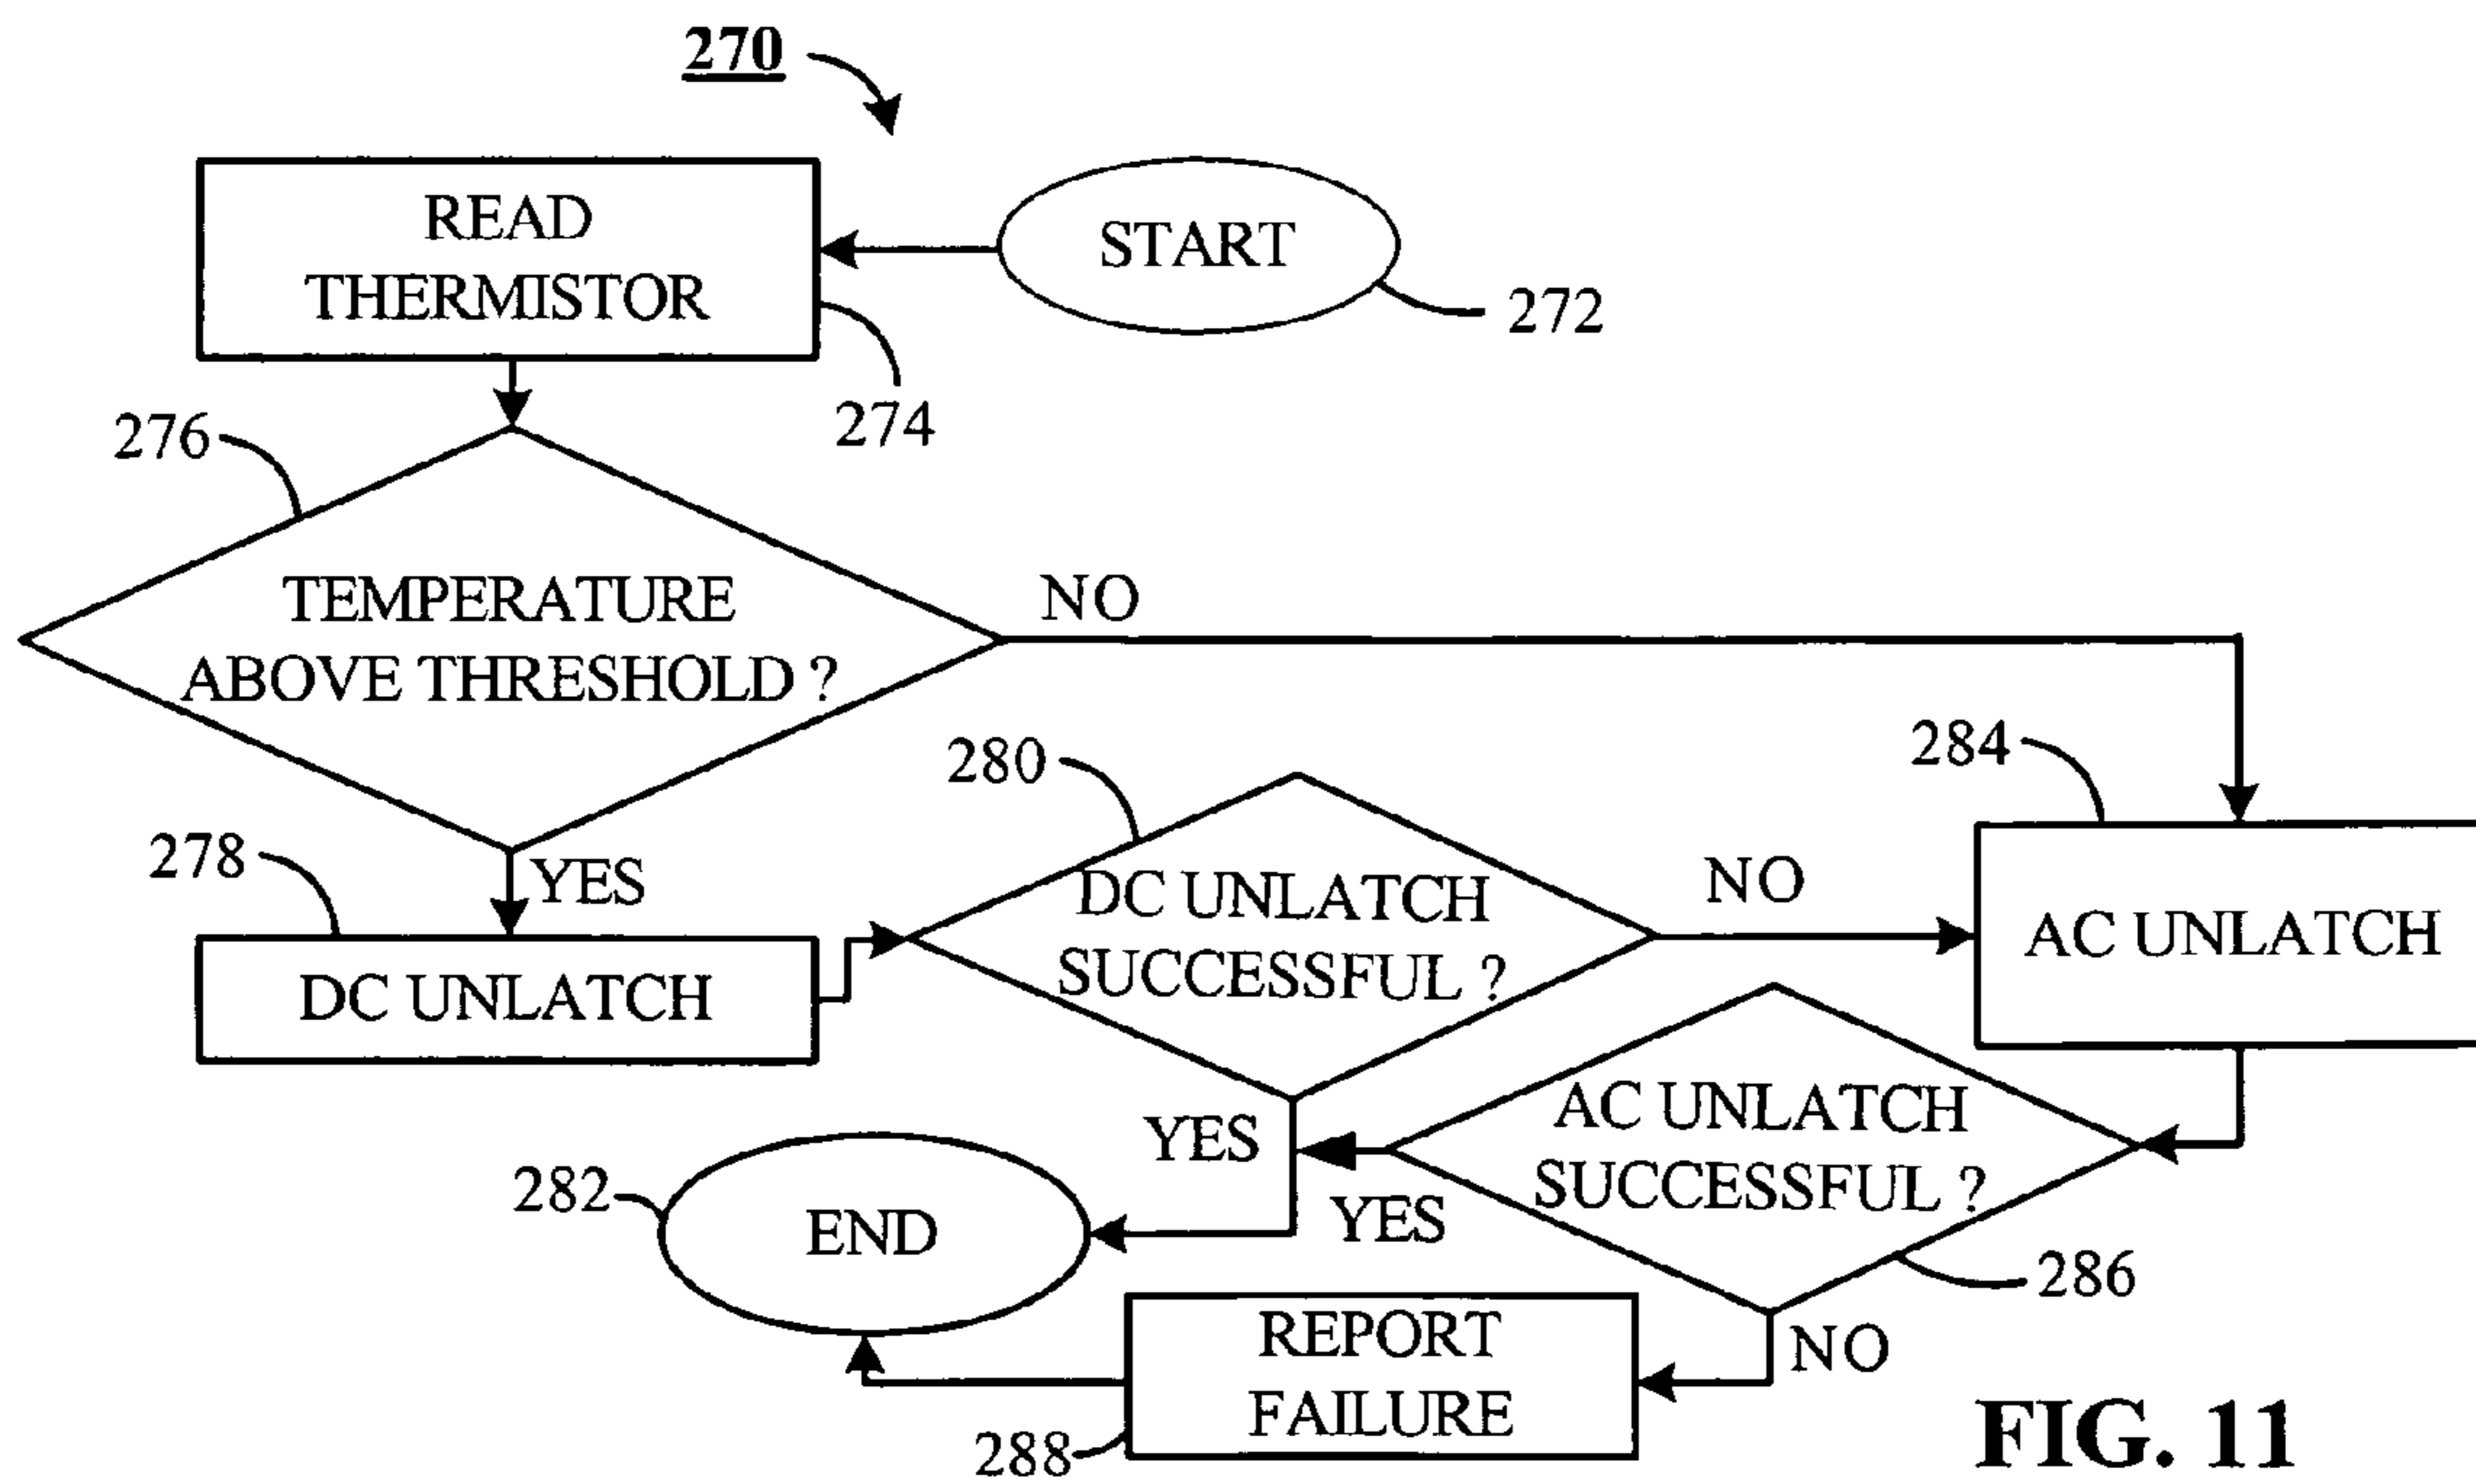 270
READ
THERMISTOR
START
272
274
276
TEMPERATURE
ABOVE THRESHOLD ?
NO
280
284
278
YES
DC UNLATCH
SUCCESSFUL ?
NO
AC UNLATCH
DC UNLATCH
YES
AC UNLATCH
SUCCESSFUL ?
282
END
YES
286
REPORT
FAILURE
NO
288
FIG. 11